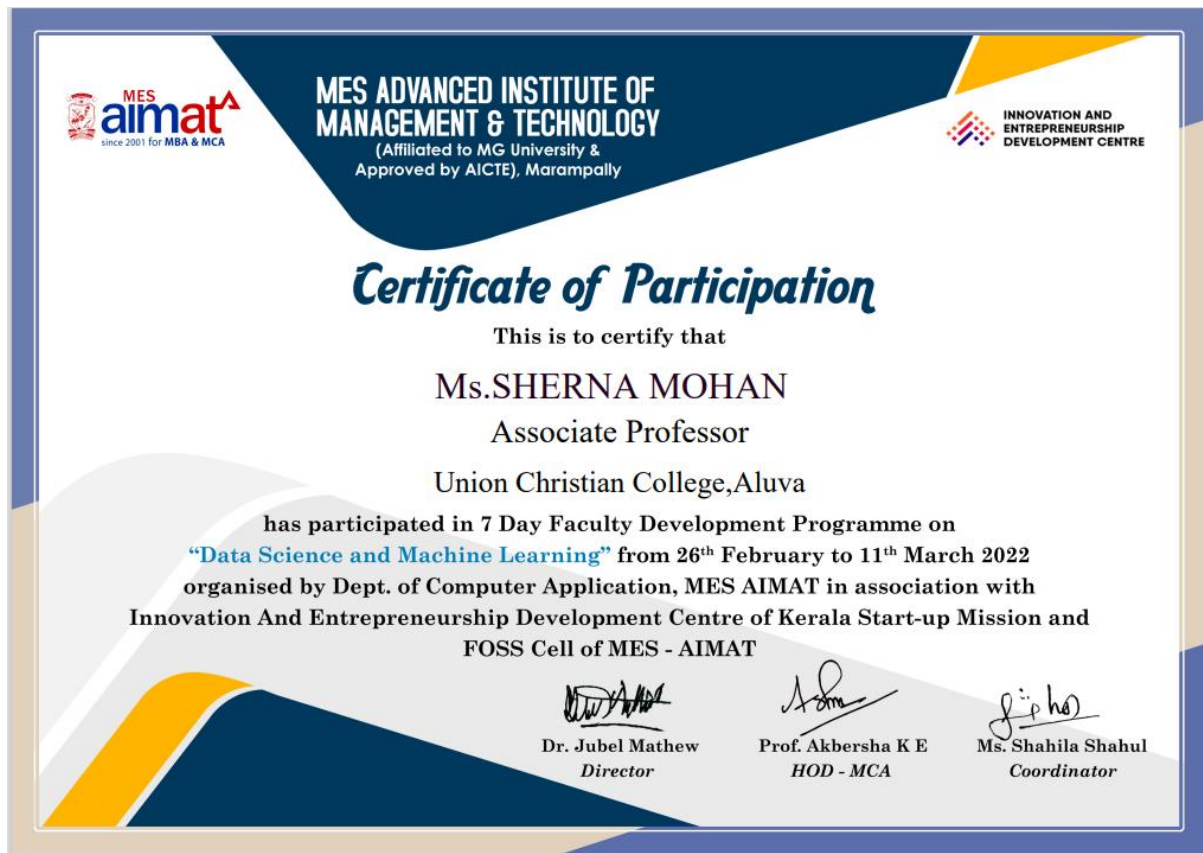 MES
aimat
since 2001 for MBA & MCA
MES ADVANCED INSTITUTE OF
MANAGEMENT & TECHNOLOGY
(Affiliated to MG University &
Approved by AICTE), Marampally
INNOVATION AND
ENTREPRENEURSHIP
DEVELOPMENT CENTRE
Certificate of Participation
This is to certify that
Ms.SHERNA MOHAN
Associate Professor
Union Christian College,Aluva
has participated in 7 Day Faculty Development Programme on
“Data Science and Machine Learning” from 26th February to 11th March 2022
organised by Dept. of Computer Application, MES AIMAT in association with
Innovation And Entrepreneurship Development Centre of Kerala Start-up Mission and
FOSS Cell of MES - AIMAT
Dr. Jubel Mathew
Director
Prof. Akbersha K E
HOD - MCA
Ms. Shahila Shahul
Coordinator